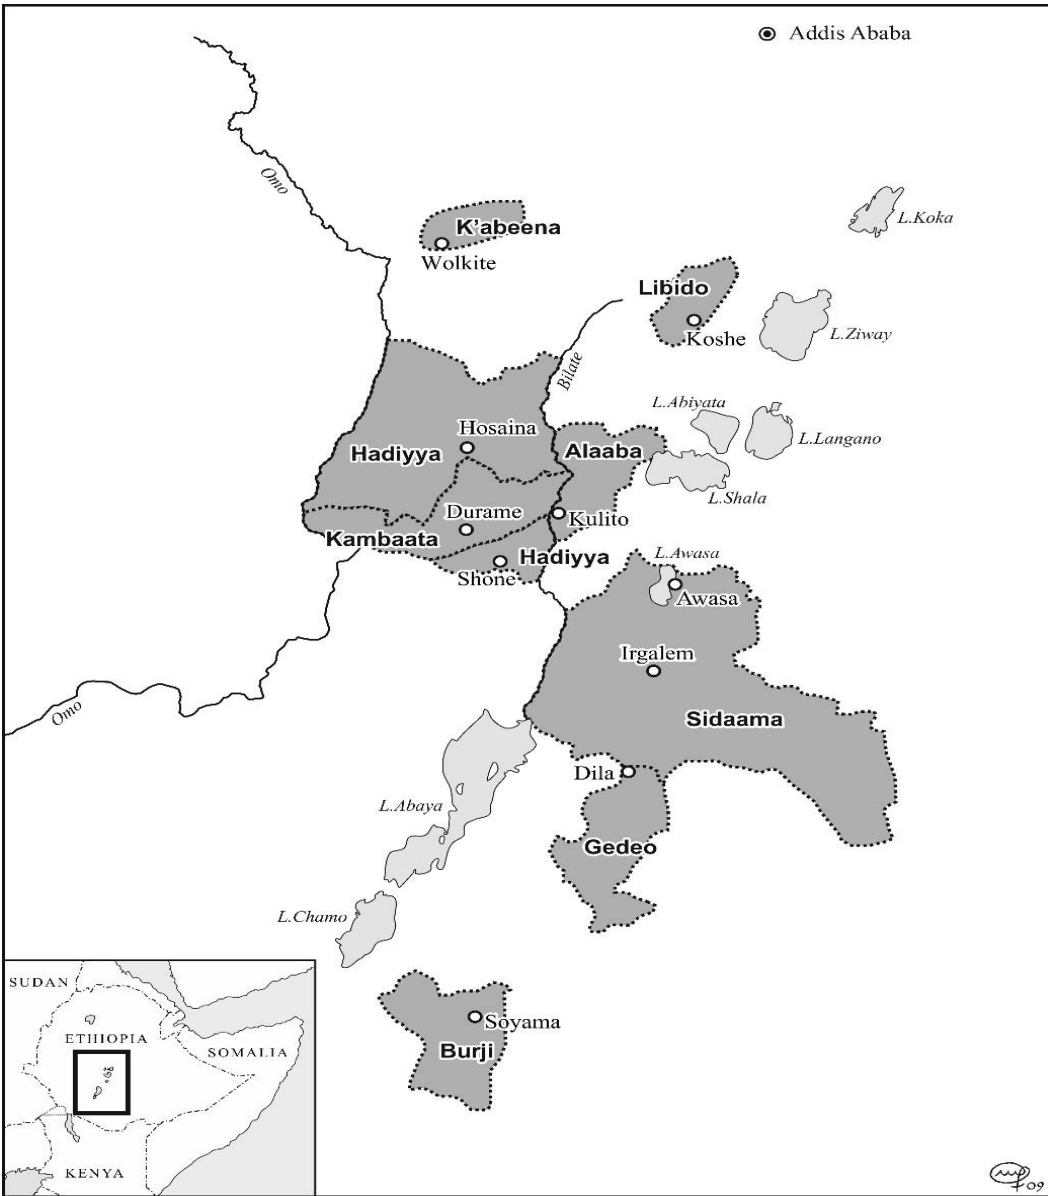 Addis Ababa
Omo
L.Koka
K'abeena
Wolkite
Libido
Koshe
L.Ziway
Bilate
L.Abiyata
L.Langano
Hosaina
Hadiyya
Alaaba
L.Shala
Durame
Kulito
Kambaata
Hadiyya
Shone
L.Awasa
Awasa
Irgalem
Omo
Sidaama
Dila
L.Abaya
Gedeo
L.Chamo
SUDAN
ETHIOPIA
SOMALIA
KENYA
Soyama
Burji
09